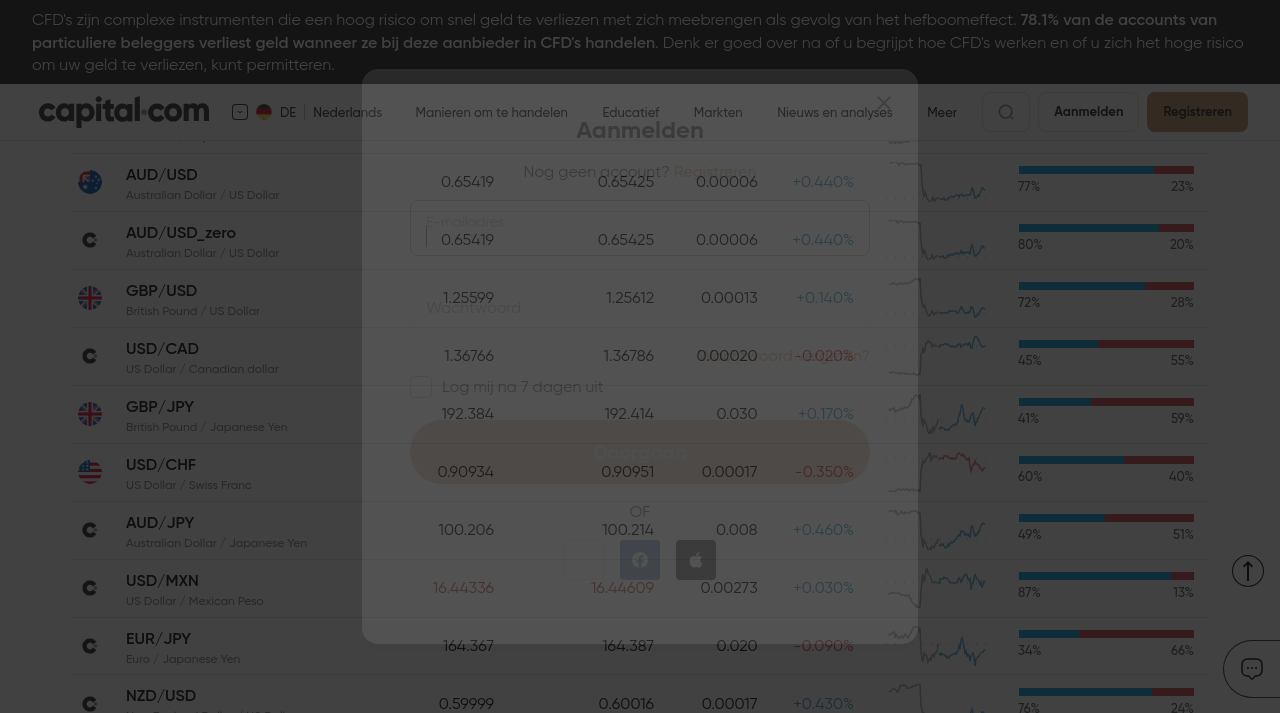 CFD's zijn complexe instrumenten die een hoog risico om snel geld te verliezen met zich meebrengen als gevolg van het hefboomeffect. 78.1% van de accounts van
particuliere beleggers verliest geld wanneer ze bij deze aanbieder in CFD's handelen. Denk er goed over na of u begrijpt hoe CFD's werken en of u zich het hoge risico
om uw geld te verliezen, kunt permitteren.
capital.com DE Nederlands Manieren om te handelen Educatief Markten Nieuws en analyses Meer Aanmelden Registreren
Aanmelden
Nog geen account? Registreren
E-mailadres
Wachtwoord
Log mij na 7 dagen uit
Doorgaan
OF
AUD/USD 0.65419 0.65425 0.00006 +0.440% 77% 23%
Australian Dollar / US Dollar
AUD/USD_zero 0.65419 0.65425 0.00006 +0.440% 80% 20%
Australian Dollar / US Dollar
GBP/USD 1.25599 1.25612 0.00013 +0.140% 72% 28%
British Pound / US Dollar
USD/CAD 1.36766 1.36786 0.00020 -0.020% 45% 55%
US Dollar / Canadian dollar
GBP/JPY 192.384 192.414 0.030 +0.170% 41% 59%
British Pound / Japanese Yen
USD/CHF 0.90934 0.90951 0.00017 -0.350% 60% 40%
US Dollar / Swiss Franc
AUD/JPY 100.206 100.214 0.008 +0.460% 49% 51%
Australian Dollar / Japanese Yen
USD/MXN 16.44336 16.44609 0.00273 +0.030% 87% 13%
US Dollar / Mexican Peso
EUR/JPY 164.367 164.387 0.020 -0.090% 34% 66%
Euro / Japanese Yen
NZD/USD 0.59999 0.60016 0.00017 +0.430% 76% 24%